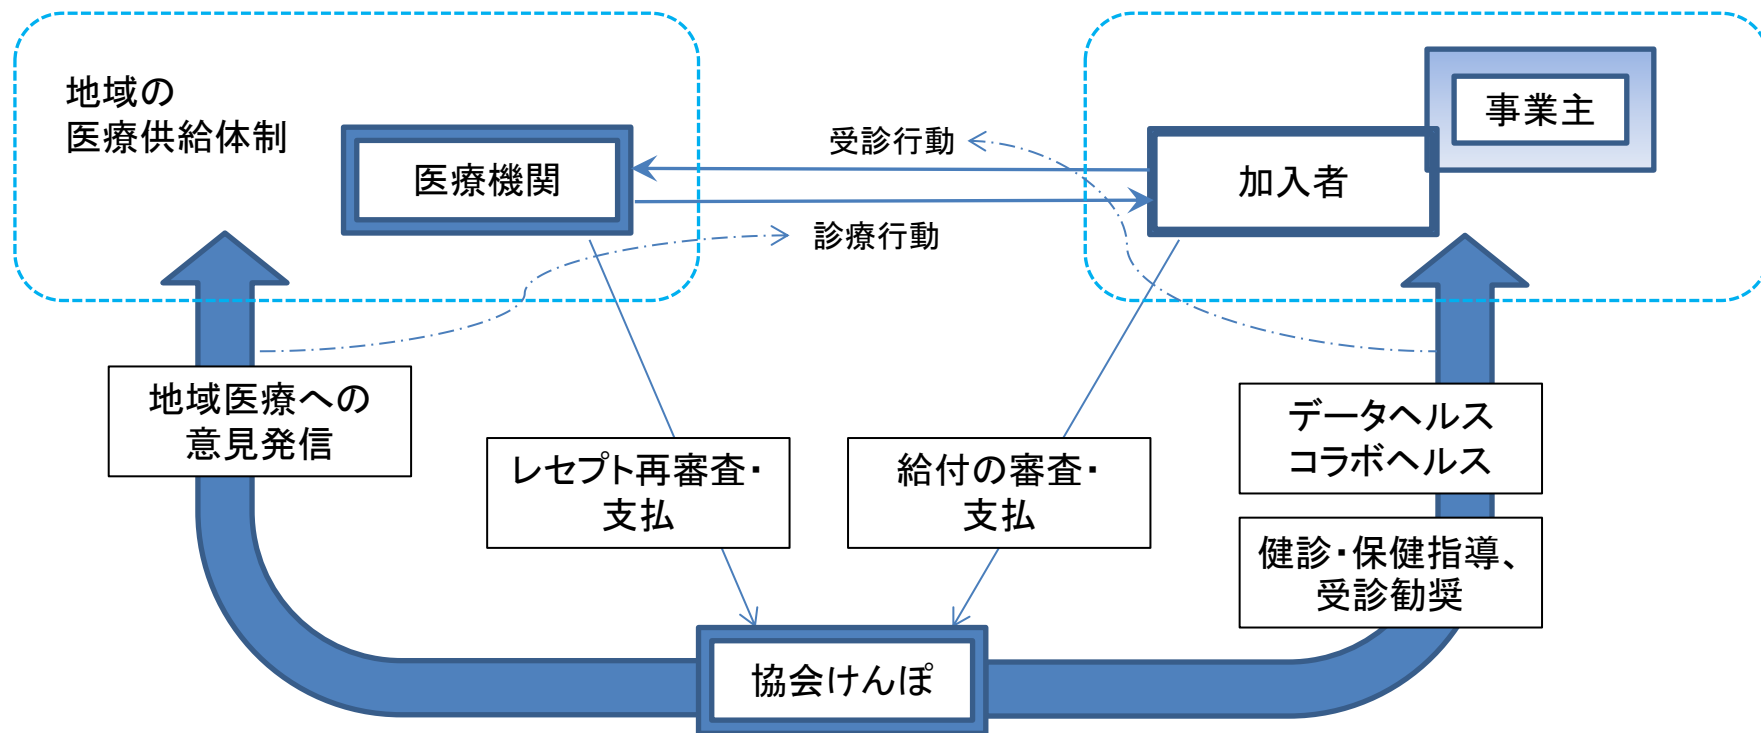 地域の
医療供給体制
医療機関
受診行動
診療行動
加入者
事業主
地域医療への
意見発信
レセプト再審査・
支払
給付の審査・
支払
データヘルス
コラボヘルス
健診・保健指導、
受診勧奨
協会けんぽ